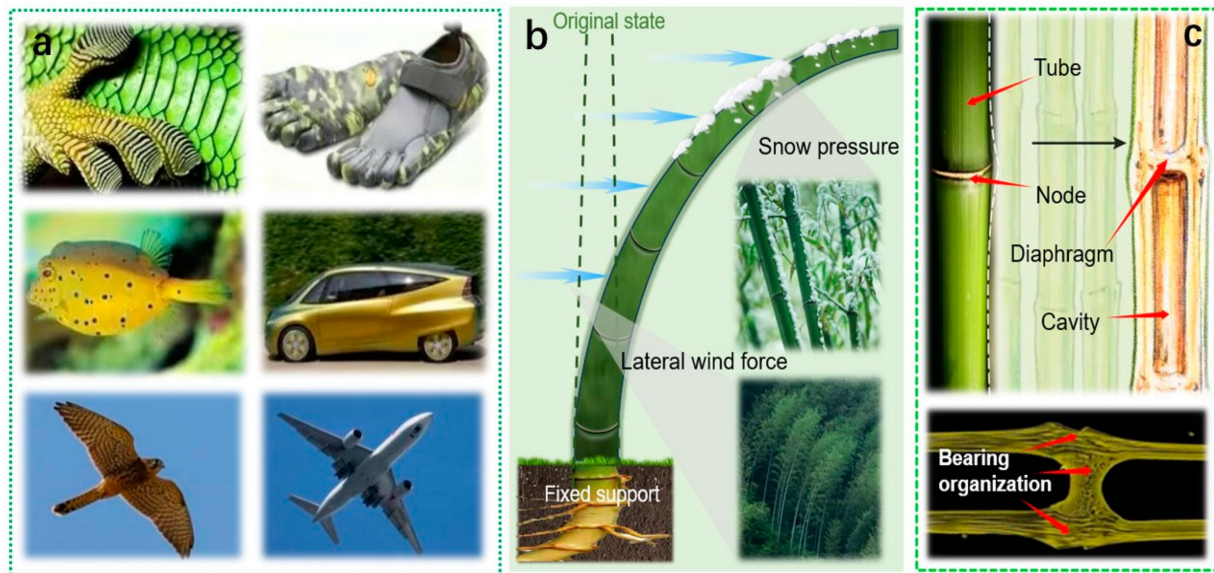 a
b
Original state
Snow pressure
Lateral wind force
Fixed support
c
Tube
Node
Diaphragm
Cavity
Bearing
organization